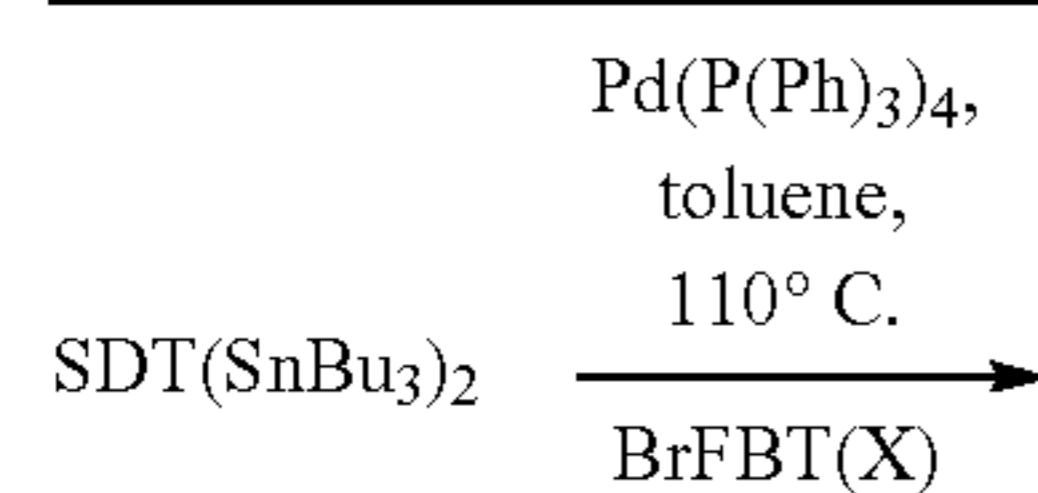 Pd(P(Ph)₃)₄,
toluene,
110° C.
SDT(SnBu₃)₂
BrFBT(X)